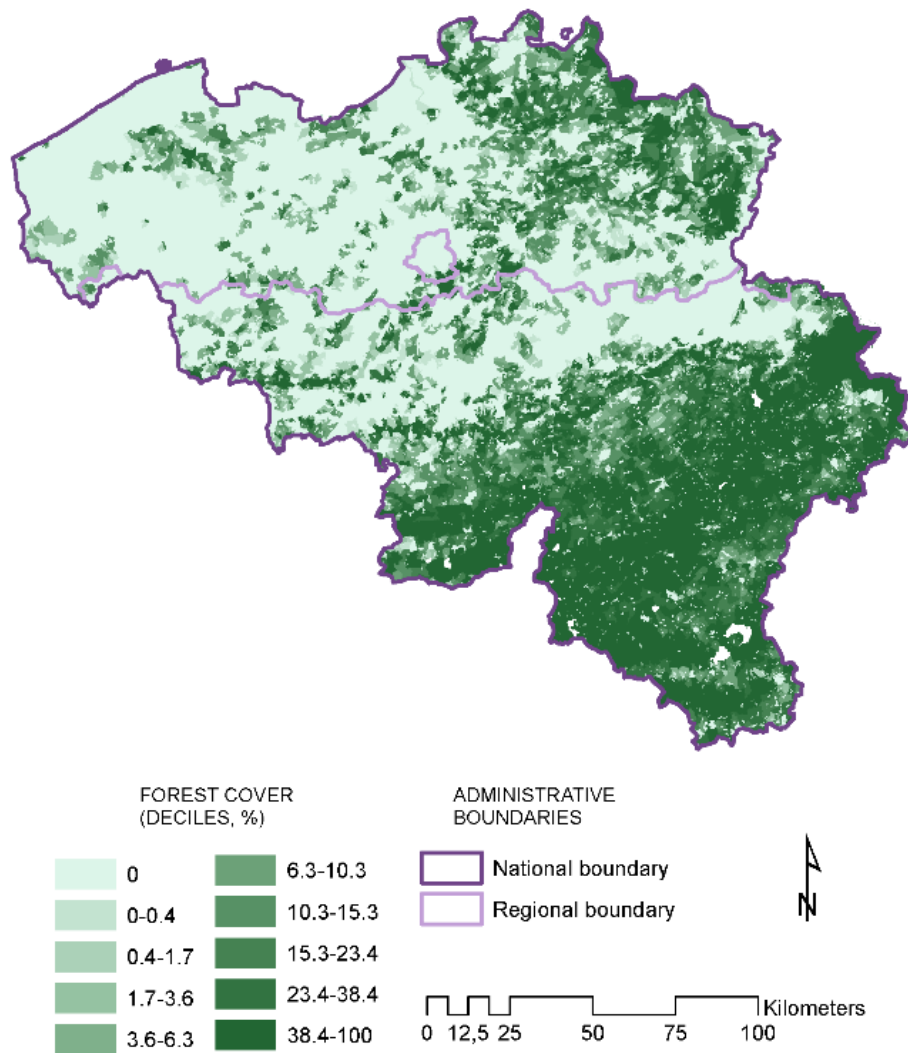 FOREST COVER
(DECILES, %)
0
0-0.4
0.4-1.7
1.7-3.6
3.6-6.3
6.3-10.3
10.3-15.3
15.3-23.4
23.4-38.4
38.4-100
ADMINISTRATIVE
BOUNDARIES
National boundary
Regional boundary
N
Kilometers
0 12,5 25 50 75 100